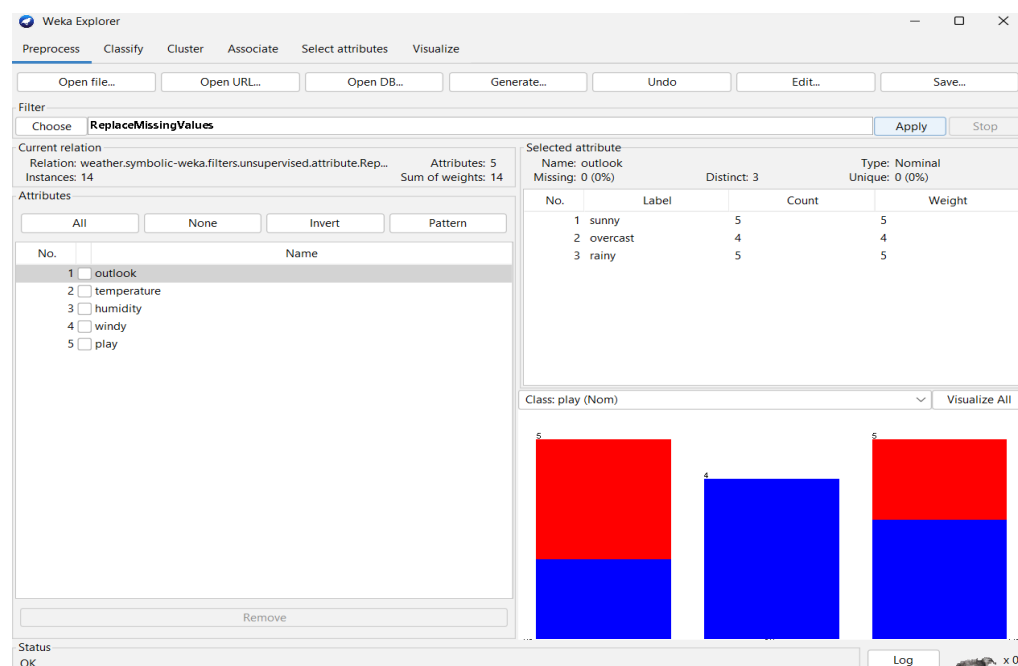 Weka Explorer
Preprocess Classify Cluster Associate Select attributes Visualize
Open file... Open URL... Open DB... Generate... Undo Edit... Save...
Filter
Choose ReplaceMissingValues Apply Stop
Current relation
Relation: weather.symbolic-weka.filters.unsupervised.attribute.Rep... Attributes: 5
Instances: 14 Sum of weights: 14
Attributes
All None Invert Pattern
No. Name
1 outlook
2 temperature
3 humidity
4 windy
5 play
Remove
Selected attribute
Name: outlook Type: Nominal
Missing: 0 (0%) Distinct: 3 Unique: 0 (0%)
No. Label Count Weight
1 sunny 5 5
2 overcast 4 4
3 rainy 5 5
Class: play (Nom) Visualize All
5 4 5
Status
OK Log x 0